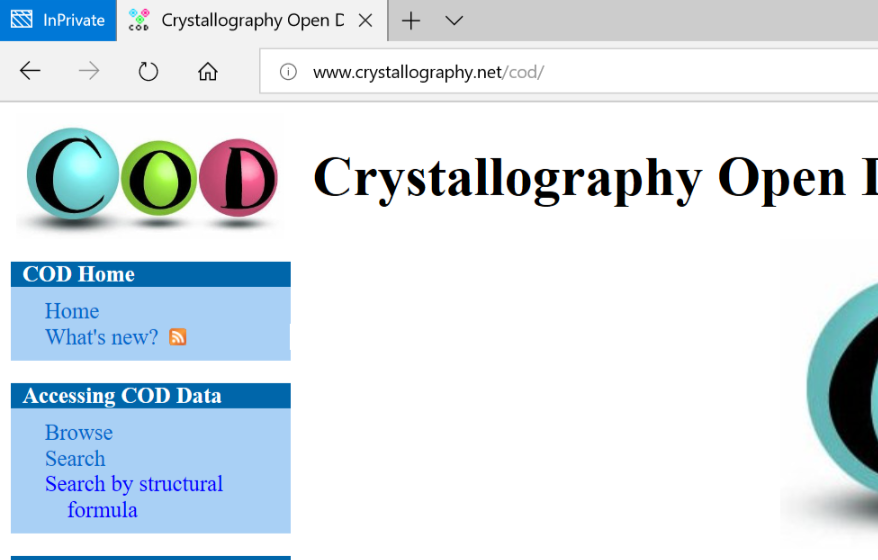 InPrivate
COD
Crystallography Open D
www.crystallography.net/cod/
COD
Crystallography Open
COD Home
Home
What's new?
Accessing COD Data
Browse
Search
Search by structural
formula